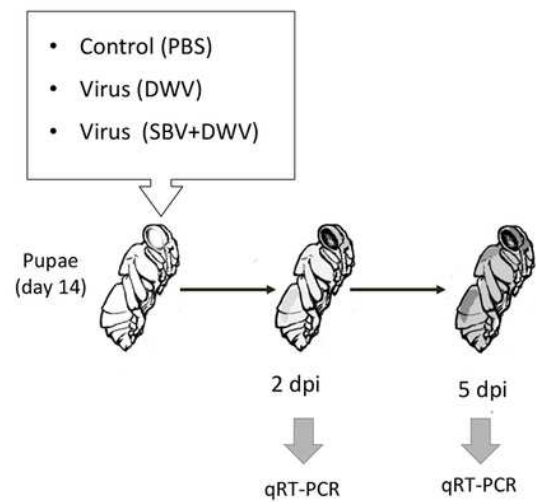 • Control (PBS)
• Virus (DWV)
• Virus (SBV+DWV)
Pupae
(day 14)
2 dpi
5 dpi
qRT-PCR
qRT-PCR